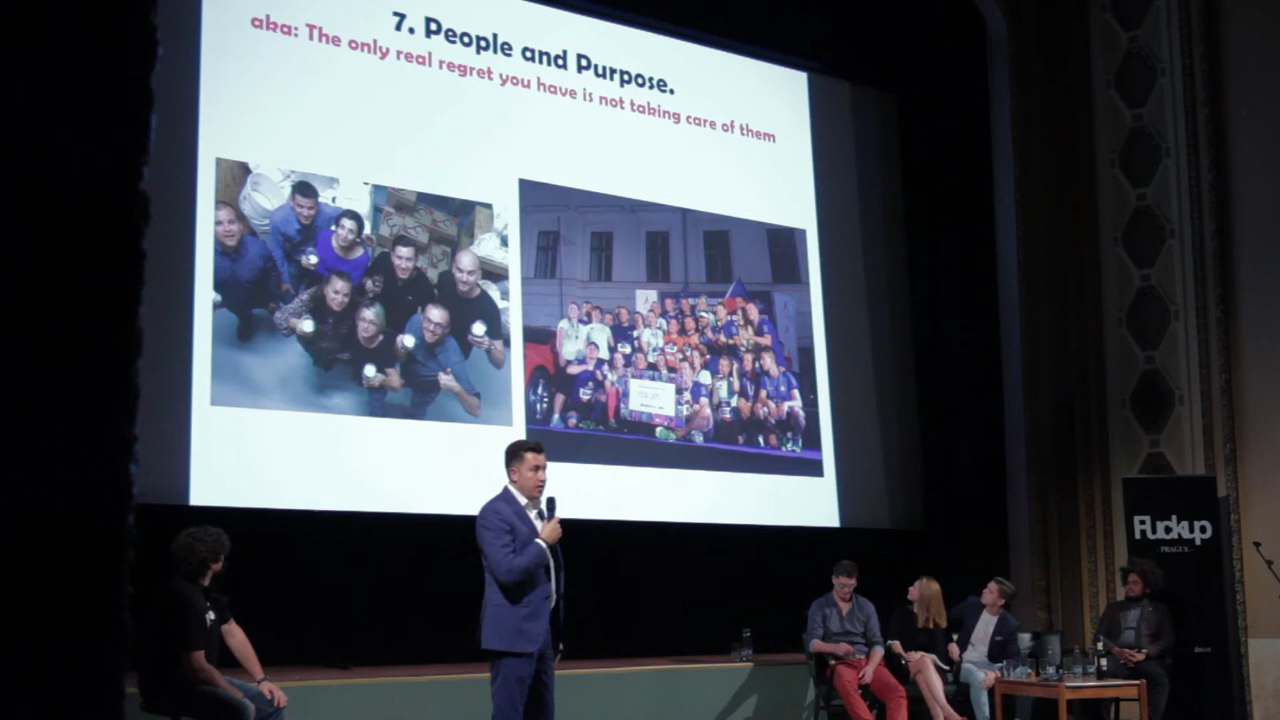 7. People and Purpose.
aka: The only real regret you have is not taking care of them
Fuckup
- PRAGUE -